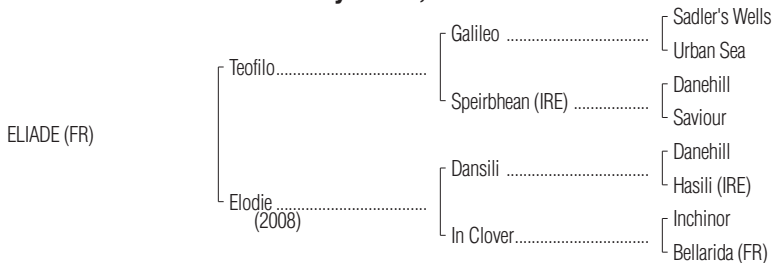 Sadler's Wells
Galileo ....................................
Urban Sea
Teofilo....................................
Danehill
Speirbhean (IRE) ...................
Saviour
ELIADE (FR)
Danehill
Dansili ....................................
Hasili (IRE)
Elodie ....................................
(2008)
Inchinor
In Clover.................................
Bellarida (FR)